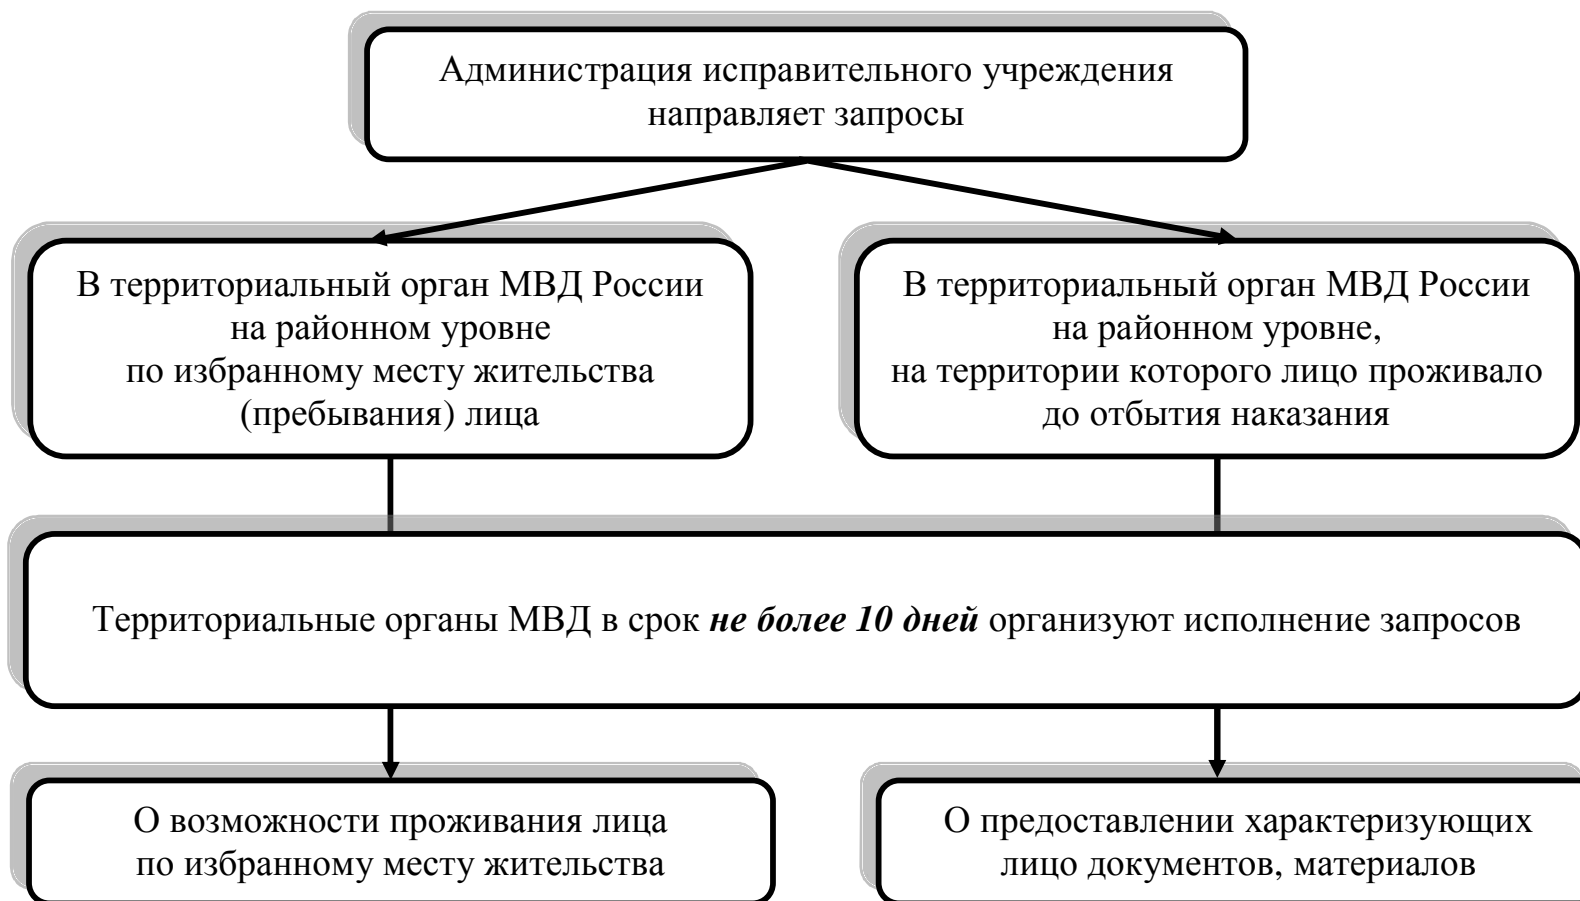 Администрация исправительного учреждения
направляет запросы
В территориальный орган МВД России
на районном уровне
по избранному месту жительства
(пребывания) лица
В территориальный орган МВД России
на районном уровне,
на территории которого лицо проживало
до отбытия наказания
Территориальные органы МВД в срок не более 10 дней организуют исполнение запросов
О возможности проживания лица
по избранному месту жительства
О предоставлении характеризующих
лицо документов, материалов